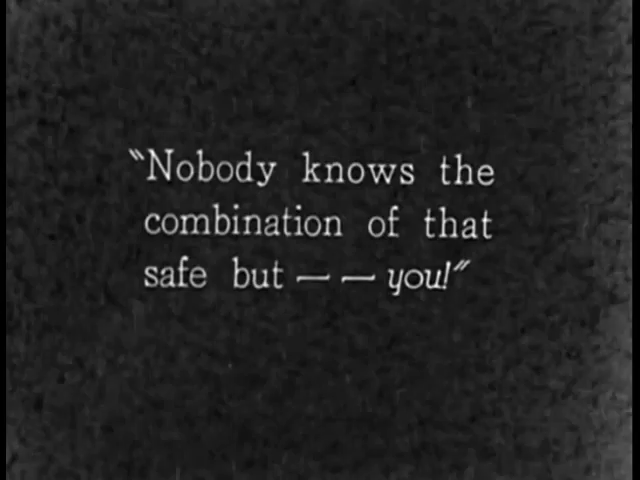 "Nobody knows the
combination of that
safe but — — you!"